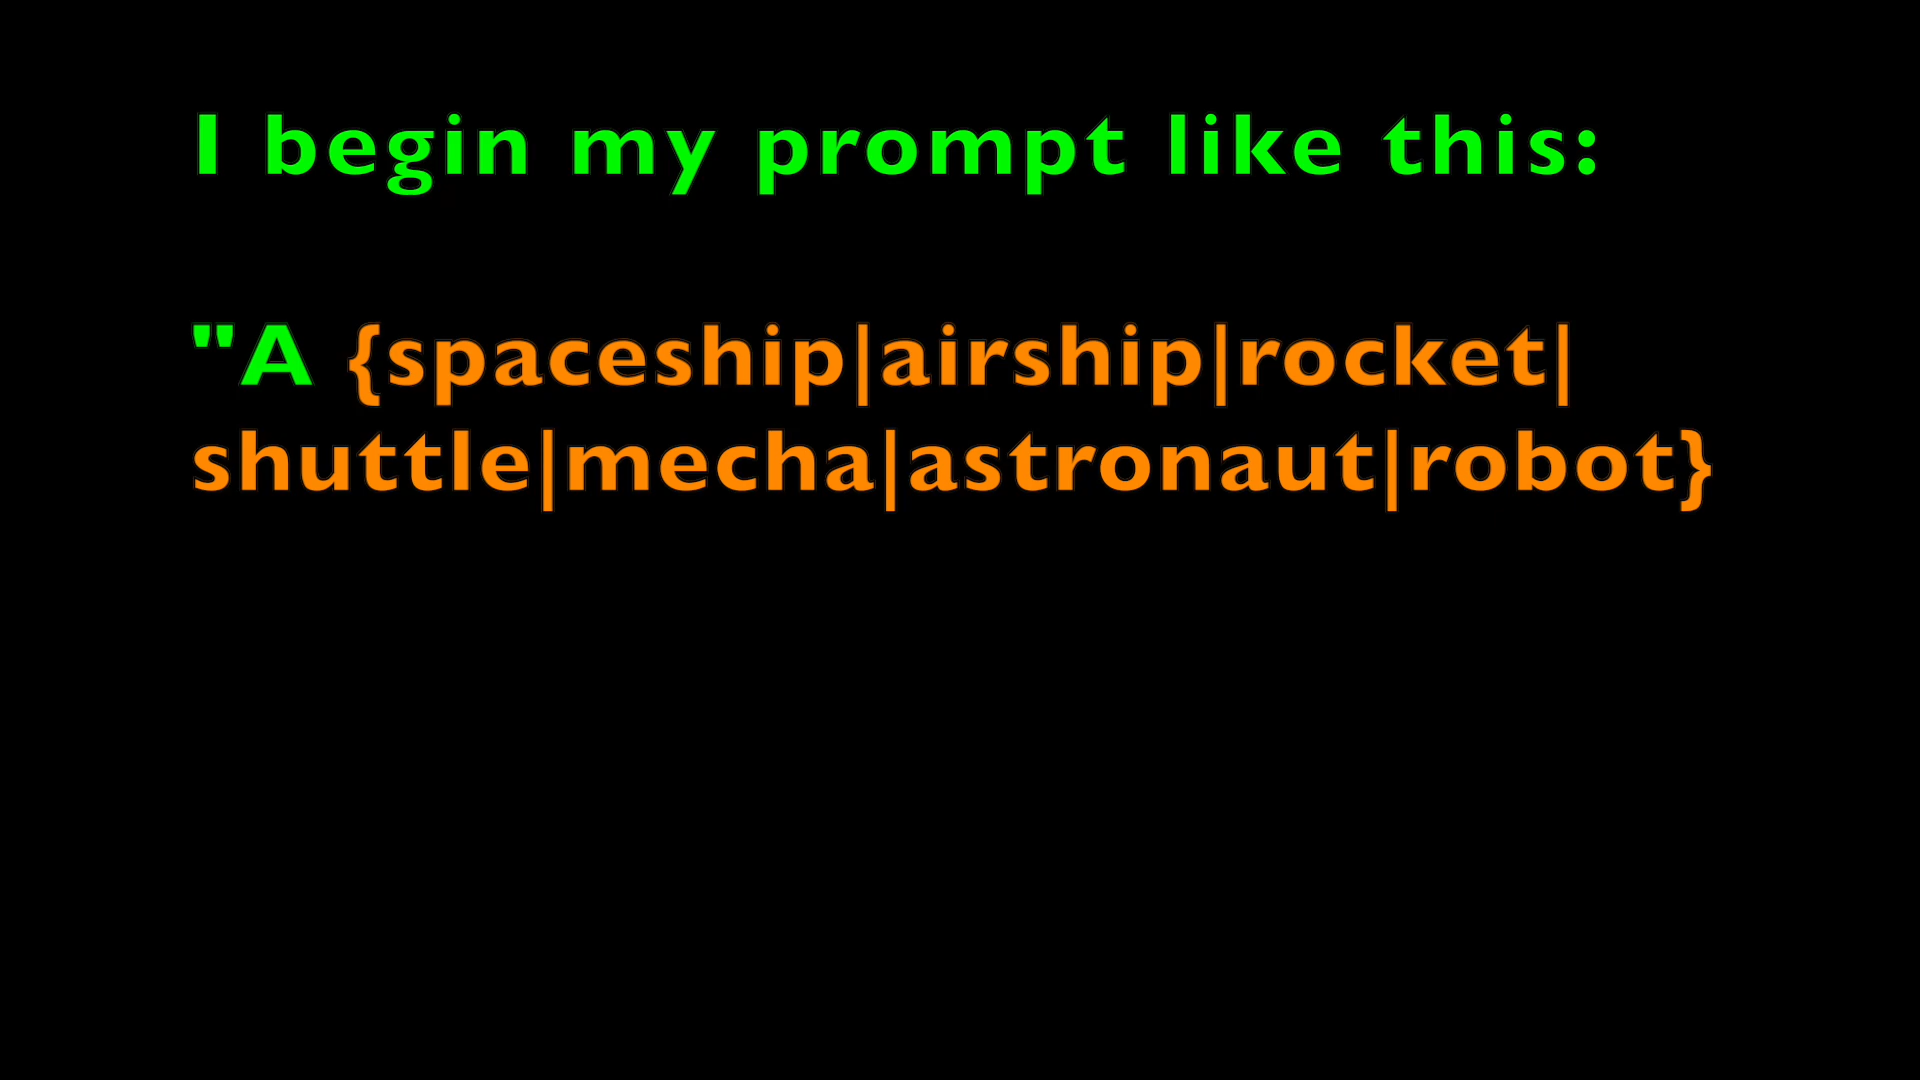 I begin my prompt like this:
"A {spaceship|airship|rocket|
shuttle|mecha|astronaut|robot}